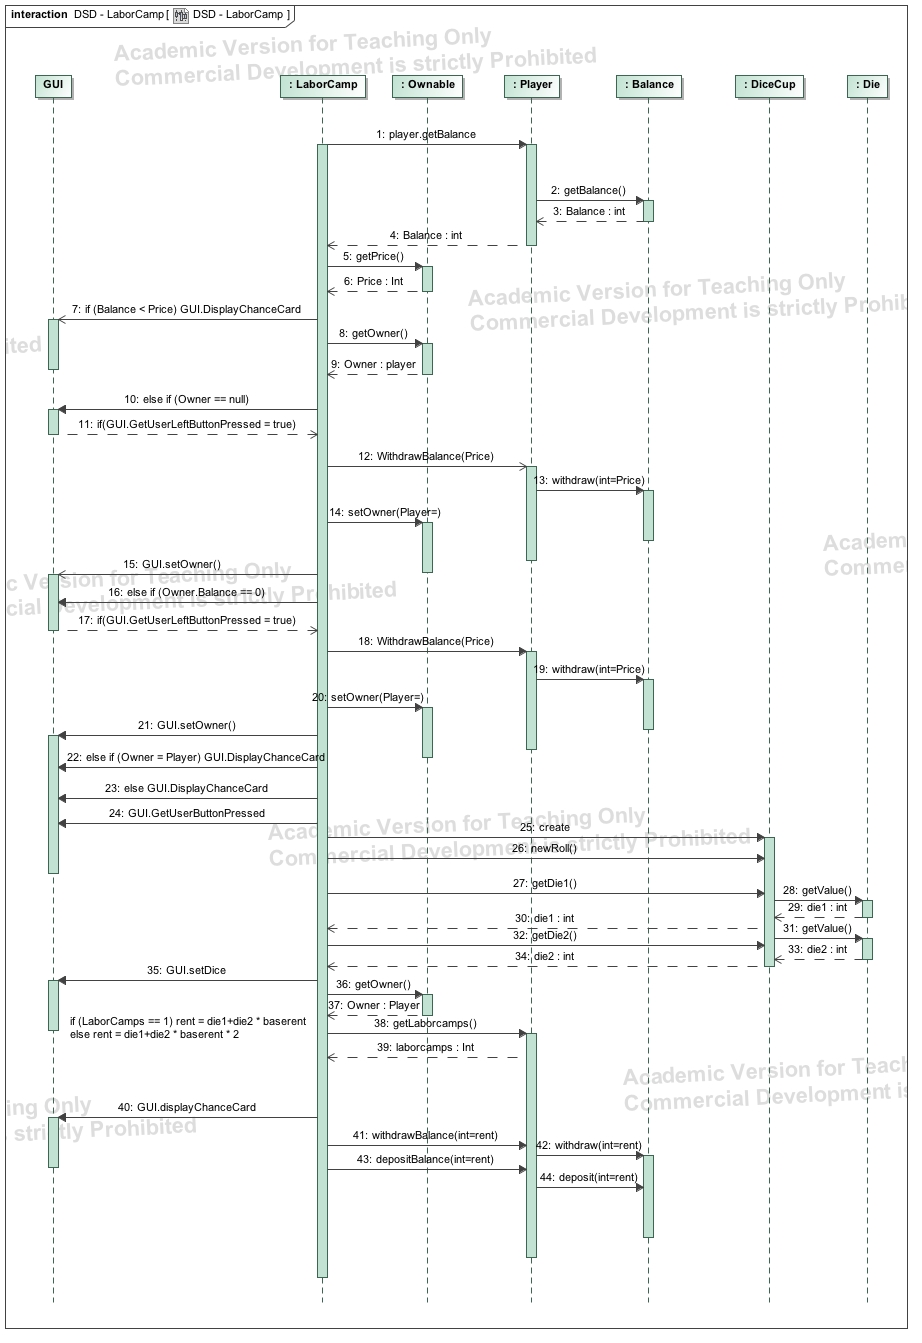 interaction DSD - LaborCamp [ DSD - LaborCamp ]
Academic Version for Teaching Only
Commercial Development is strictly Prohibited
GUI
: LaborCamp
: Ownable
: Player
: Balance
: DiceCup
: Die
1: player.getBalance
2: getBalance()
3: Balance : int
4: Balance : int
5: getPrice()
6: Price : Int
Academic Version for Teaching Only
Commercial Development is strictly Prohib
7: if (Balance < Price) GUI.DisplayChanceCard
8: getOwner()
ited
9: Owner : player
10: else if (Owner == null)
11: if(GUI.GetUserLeftButtonPressed = true)
12: WithdrawBalance(Price)
13: withdraw(int=Price)
14: setOwner(Player=)
Academ
Comme
15: GUI.setOwner()
c Version for Teaching Only
cial Development is strictly Prohibited
16: else if (Owner.Balance == 0)
17: if(GUI.GetUserLeftButtonPressed = true)
18: WithdrawBalance(Price)
19: withdraw(int=Price)
20: setOwner(Player=)
21: GUI.setOwner()
22: else if (Owner = Player) GUI.DisplayChanceCard
23: else GUI.DisplayChanceCard
24: GUI.GetUserButtonPressed
Academic Version for Teaching Only
Commercial Development is strictly Prohibited
25: create
26: newRoll()
27: getDie1()
28: getValue()
29: die1 : int
30: die1 : int
31: getValue()
32: getDie2()
33: die2 : int
34: die2 : int
35: GUI.setDice
36: getOwner()
37: Owner : Player
if (LaborCamps == 1) rent = die1+die2 * baserent
else rent = die1+die2 * baserent * 2
38: getLaborcamps()
39: laborcamps : Int
Academic Version for Teac
Commercial Development is
ing Only
s strictly Prohibited
40: GUI.displayChanceCard
41: withdrawBalance(int=rent)
42: withdraw(int=rent)
43: depositBalance(int=rent)
44: deposit(int=rent)